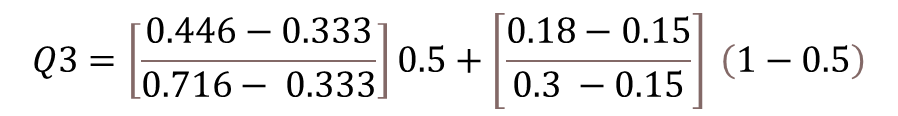 Q3 = [(0.446 − 0.333)/(0.716 − 0.333)] 0.5 + [(0.18 − 0.15)/(0.3 − 0.15)] (1 − 0.5)